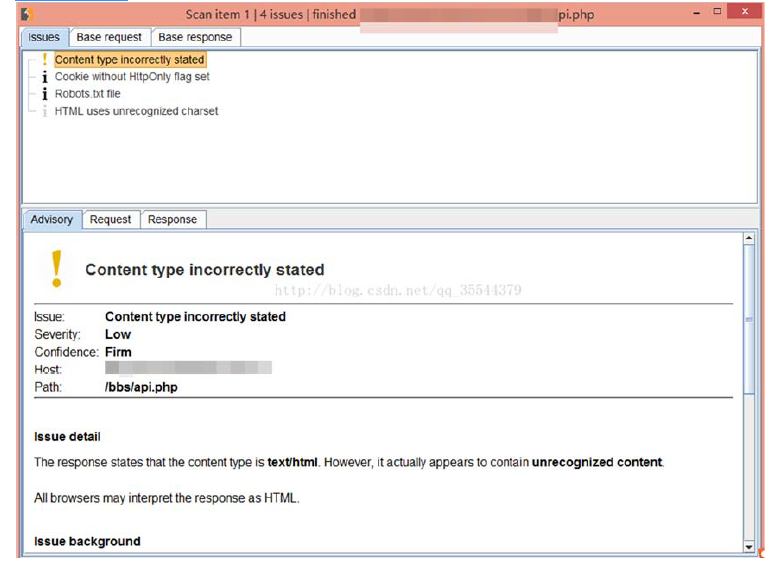 Scan item 1 | 4 issues | finished pi.php
Issues Base request Base response
Content type incorrectly stated
Cookie without HttpOnly flag set
Robots.txt file
HTML uses unrecognized charset
Advisory Request Response
Content type incorrectly stated
http://blog.csdn.net/qq_35544379
Issue: Content type incorrectly stated
Severity: Low
Confidence: Firm
Host:
Path: /bbs/api.php
Issue detail
The response states that the content type is text/html. However, it actually appears to contain unrecognized content.
All browsers may interpret the response as HTML.
Issue background